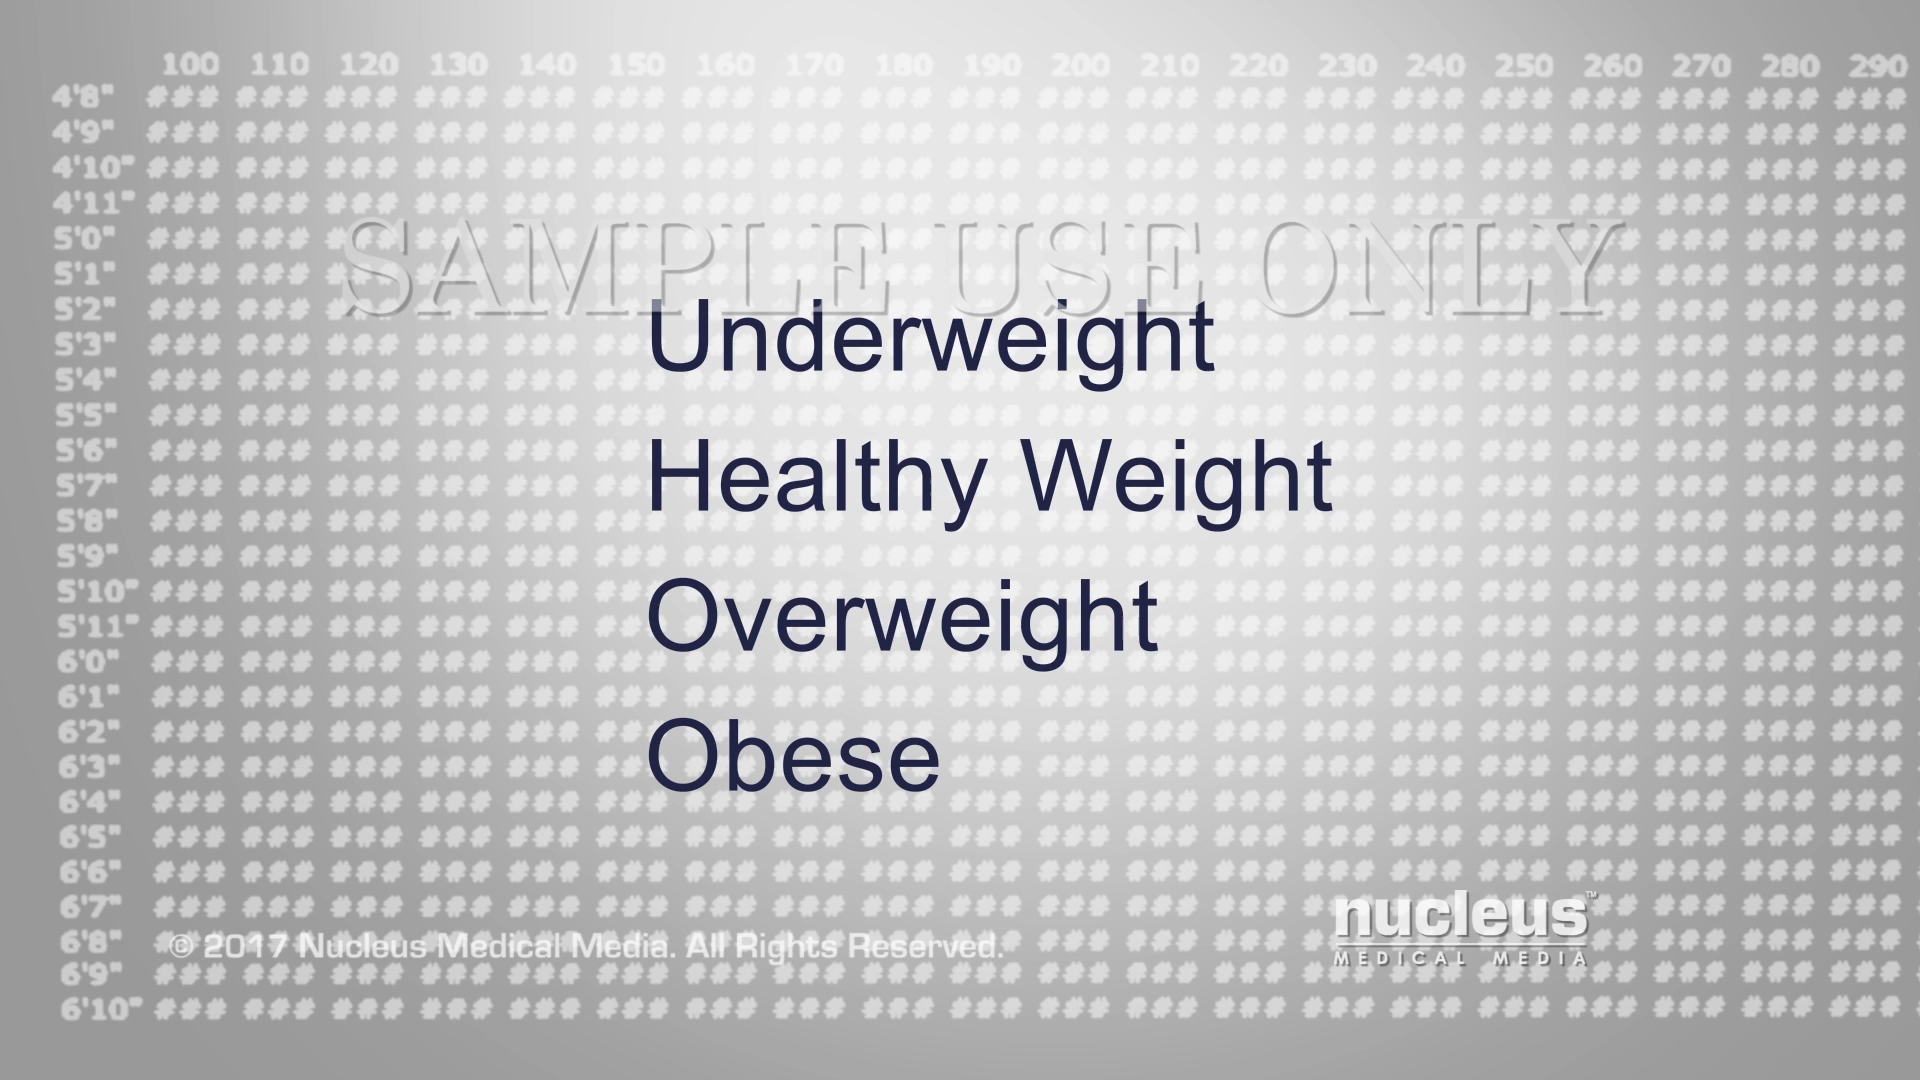 100 110 120 130 140 150 160 170 180 190 200 210 220 230 240 250 260 270 280 290
4'8" ### ### ### ### ### ### ### ### ### ### ### ### ### ### ### ### ### ### ### ###
4'9" ### ### ### ### ### ### ### ### ### ### ### ### ### ### ### ### ### ### ### ###
4'10" ### ### ### ### ### ### ### ### ### ### ### ### ### ### ### ### ### ### ### ###
4'11" ### ### ### ### ### ### ### ### ### ### ### ### ### ### ### ### ### ### ### ###
5'0" ### ### ### ### ### ### ### ### ### ### ### ### ### ### ### ### ### ### ### ###
SAMPLE USE ONLY
5'1" ### ### ### ### ### ### ### ### ### ### ### ### ### ### ### ### ### ### ### ###
5'2" ### ### ### ### ### ### ### ### ### ### ### ### ### ### ### ### ### ### ### ###
Underweight
5'3" ### ### ### ### ### ### ### ### ### ### ### ### ### ### ### ###
5'4" ### ### ### ### ### ### ### ### ### ### ### ### ### ### ### ###
5'5" ### ### ### ### ### ### ### ### ### ### ### ### ### ### ### ### ### ### ### ###
5'6" ### ### ### ### ### ### ### ### ### ### ### ###
Healthy Weight
5'7" ### ### ### ### ### ### ### ### ### ### ### ###
5'8" ### ### ### ### ### ### ### ### ### ### ### ###
5'9" ### ### ### ### ### ### ### ### ### ### ### ### ### ### ### ### ### ### ### ###
5'10" ### ### ### ### ### ### ### ### ### ### ### ### ### ###
Overweight
5'11" ### ### ### ### ### ### ### ### ### ### ### ### ### ###
6'0" ### ### ### ### ### ### ### ### ### ### ### ### ### ###
6'1" ### ### ### ### ### ### ### ### ### ### ### ### ### ### ### ### ### ### ### ###
6'2" ### ### ### ### ### ### ### ### ### ### ### ### ### ### ### ###
Obese
6'3" ### ### ### ### ### ### ### ### ### ### ### ### ### ### ### ###
6'4" ### ### ### ### ### ### ### ### ### ### ### ### ### ### ### ### ### ### ### ###
6'5" ### ### ### ### ### ### ### ### ### ### ### ### ### ### ### ### ### ### ### ###
6'6" ### ### ### ### ### ### ### ### ### ### ### ### ### ### ### ### ### ### ### ###
6'7" ### ### ### ### ### ### ### ### ### ### ### ### ### ### ### ### ### ###
nucleus™
6'8"
© 2017 Nucleus Medical Media. All Rights Reserved.
MEDICAL MEDIA
6'9" ### ### ### ### ### ### ### ### ### ### ### ### ### ### ### ### ### ### ### ###
6'10" ### ### ### ### ### ### ### ### ### ### ### ### ### ### ### ### ### ### ### ###